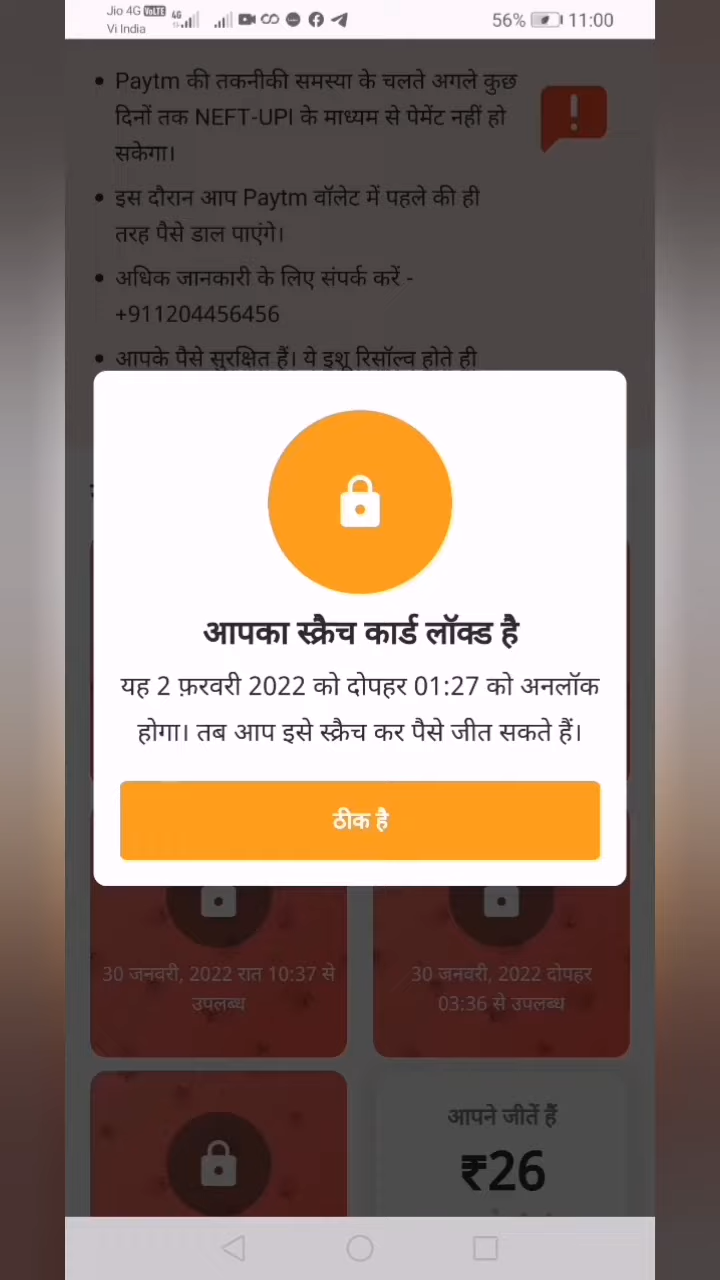 Jio 4G VoLTE
4G
Vi India
56%
11:00
• Paytm की तकनीकी समस्या के चलते अगले कुछ
दिनों तक NEFT-UPI के माध्यम से पेमेंट नहीं हो
सकेगा।
• इस दौरान आप Paytm वॉलेट में पहले की ही
तरह पैसे डाल पाएंगे।
• अधिक जानकारी के लिए संपर्क करें -
+911204456456
• आपके पैसे सुरक्षित हैं। ये इशू रिसॉल्व होते ही
आपका स्क्रैच कार्ड लॉक्ड है
यह 2 फ़रवरी 2022 को दोपहर 01:27 को अनलॉक
होगा। तब आप इसे स्क्रैच कर पैसे जीत सकते हैं।
ठीक है
30 जनवरी, 2022 रात 10:37 से
उपलब्ध
30 जनवरी, 2022 दोपहर
03:36 से उपलब्ध
आपने जीतें हैं
₹26